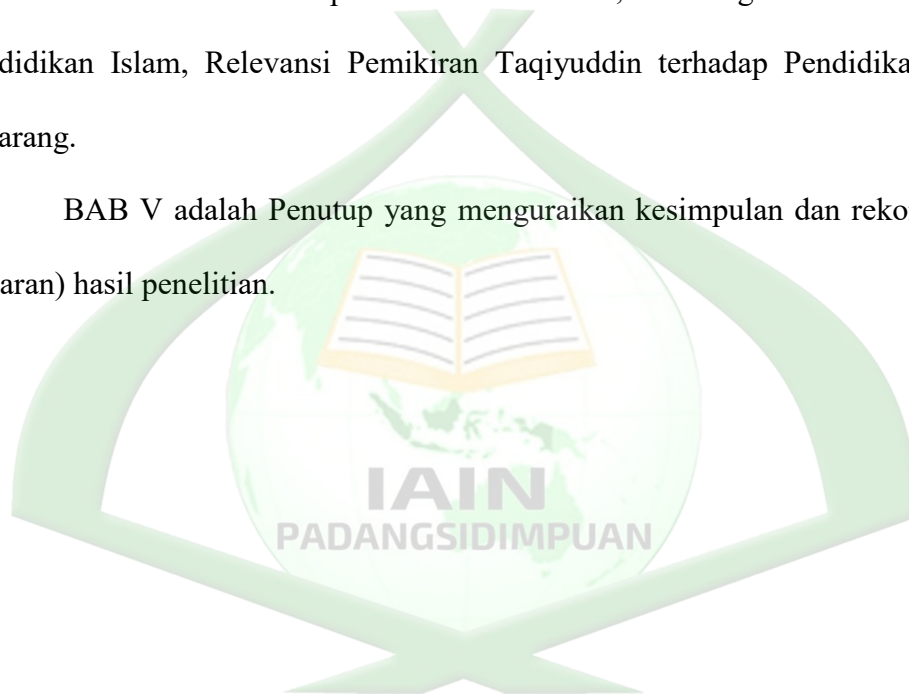 didikan Islam, Relevansi Pemikiran Taqiyuddin terhadap Pendidika
arang.
BAB V adalah Penutup yang menguraikan kesimpulan dan reko
aran) hasil penelitian.
IAIN
PADANGSIDIMPUAN